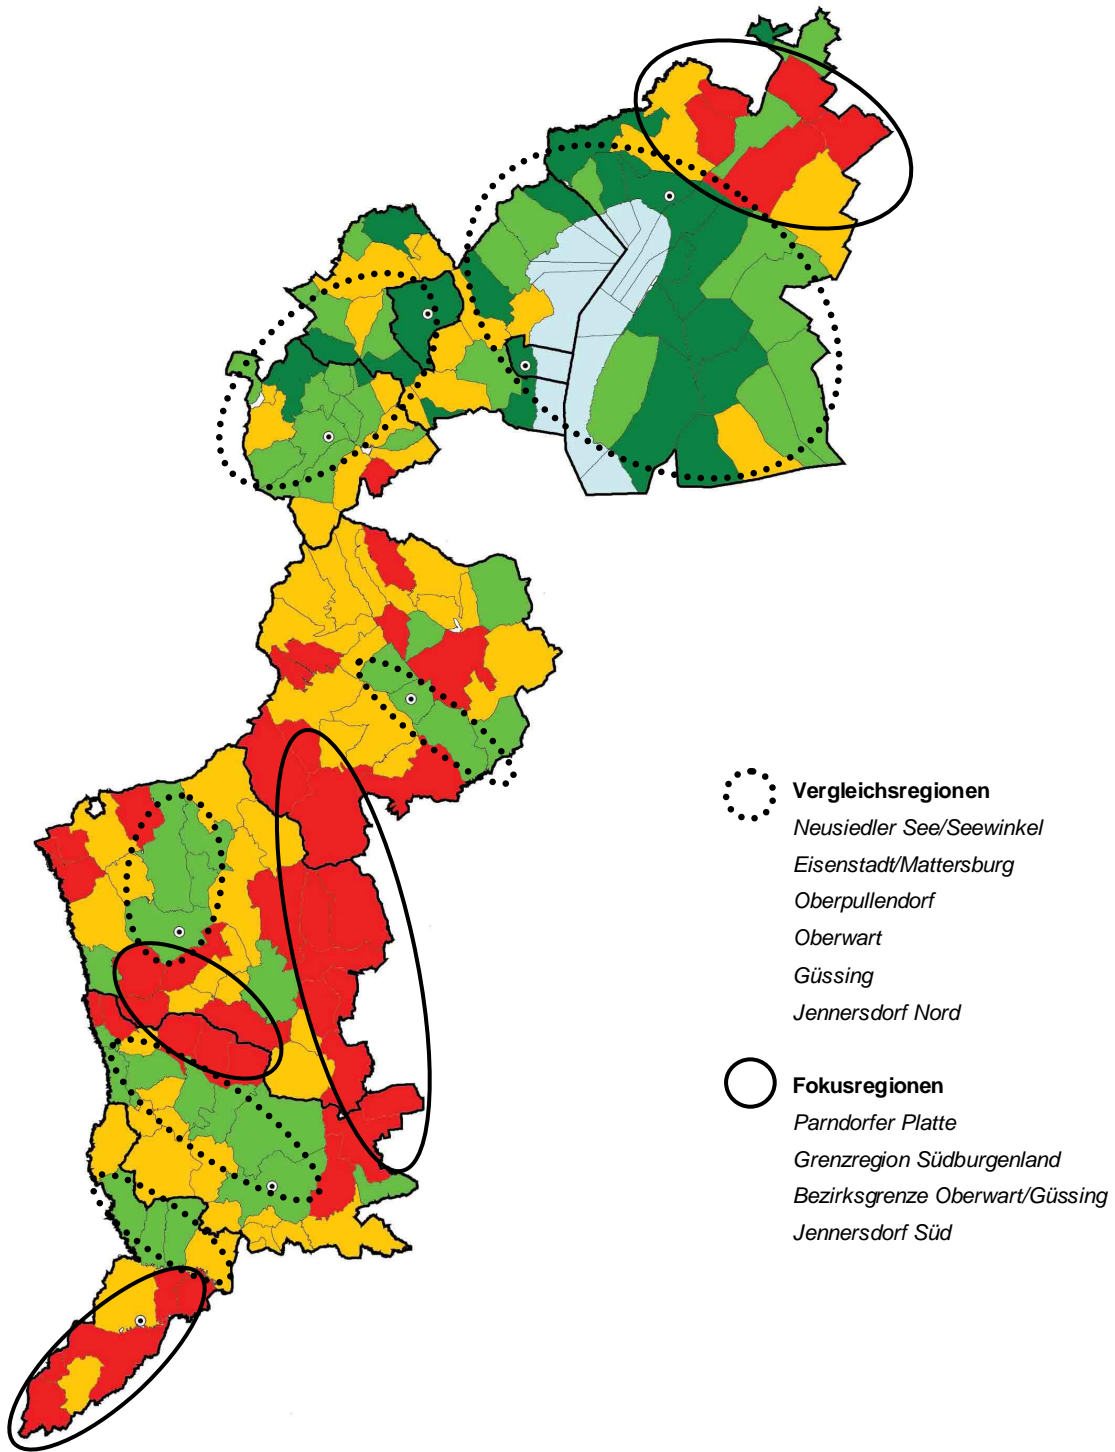 Vergleichsregionen
Neusiedler See/Seewinkel
Eisenstadt/Mattersburg
Oberpullendorf
Oberwart
Güssing
Jennersdorf Nord
Fokusregionen
Parndorfer Platte
Grenzregion Südburgenland
Bezirksgrenze Oberwart/Güssing
Jennersdorf Süd